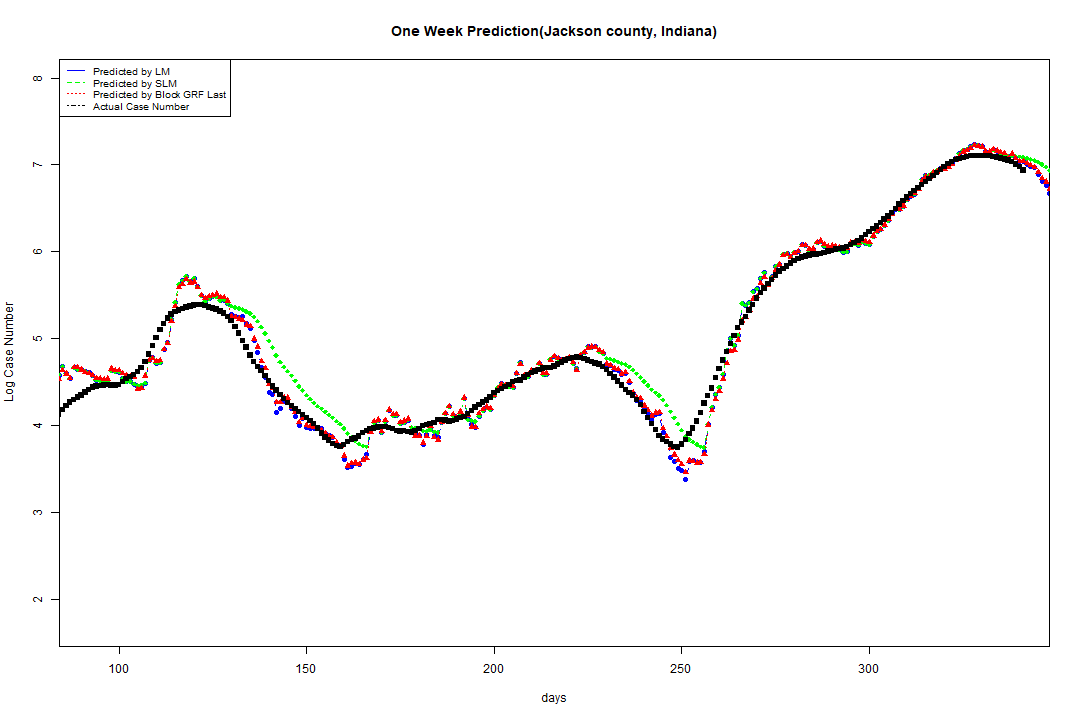 One Week Prediction(Jackson county, Indiana)
Predicted by LM
Predicted by SLM
Predicted by Block GRF Last
Actual Case Number
8
7
6
5
4
3
2
Log Case Number
100 150 200 250 300
days